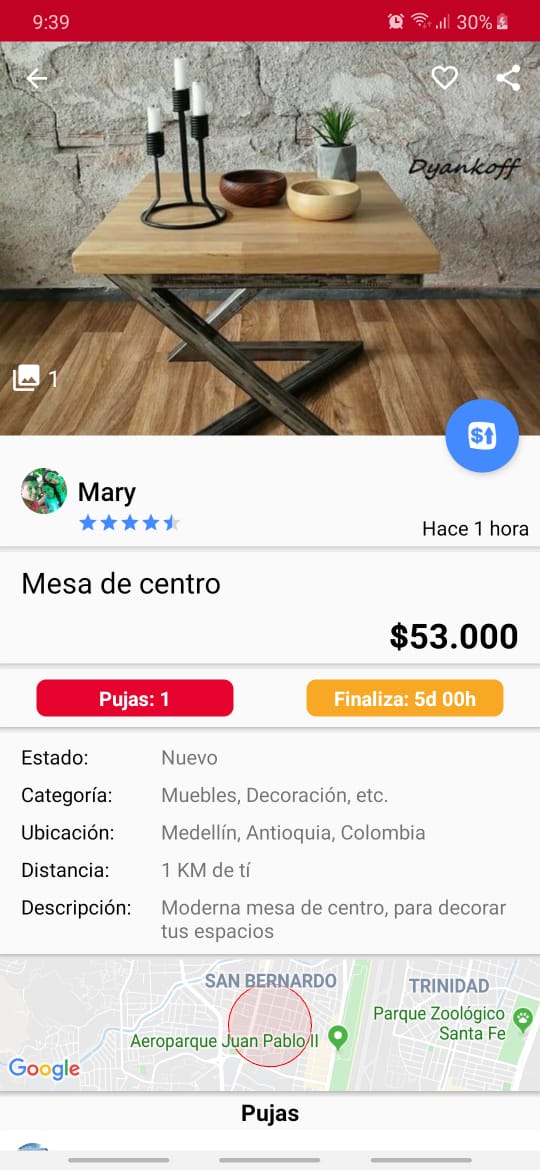 9:39
30%
Dyankoff
1
Mary
Hace 1 hora
Mesa de centro
$53.000
Pujas: 1
Finaliza: 5d 00h
Estado: Nuevo
Categoría: Muebles, Decoración, etc.
Ubicación: Medellín, Antioquia, Colombia
Distancia: 1 KM de tí
Descripción: Moderna mesa de centro, para decorar
tus espacios
SAN BERNARDO
TRINIDAD
Parque Zoológico
Santa Fe
Aeroparque Juan Pablo II
Google
Pujas